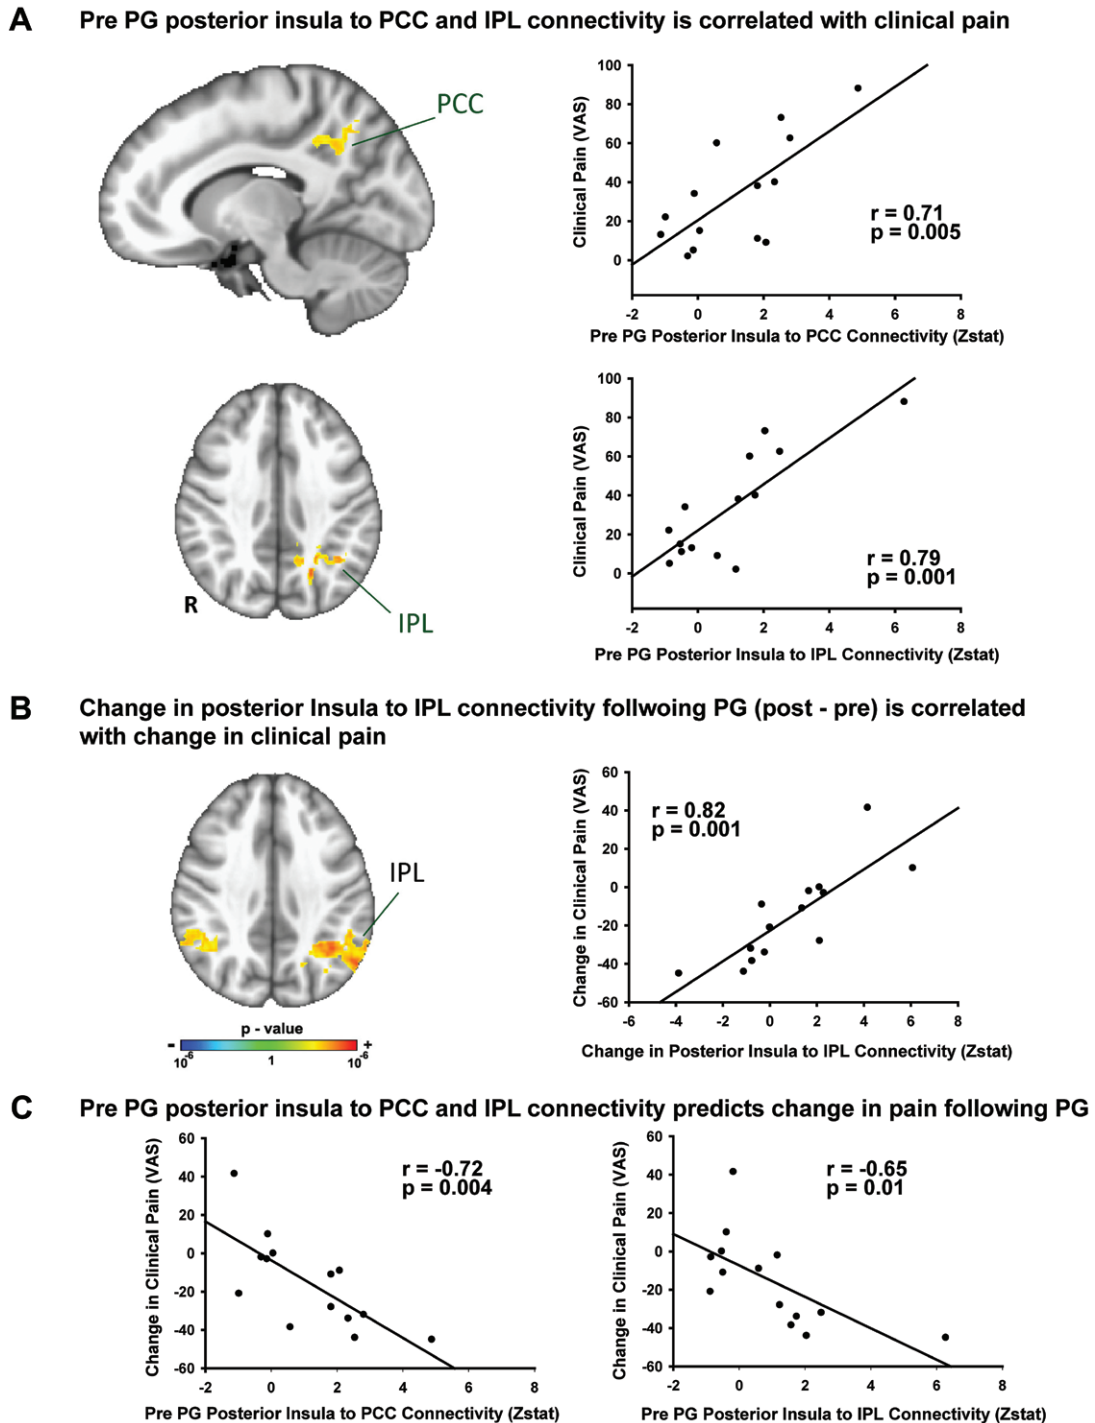 A
Pre PG posterior insula to PCC and IPL connectivity is correlated with clinical pain
PCC
100
80
60
40
20
0
Clinical Pain (VAS)
r = 0.71
p = 0.005
-2 0 2 4 6 8
Pre PG Posterior Insula to PCC Connectivity (Zstat)
R
IPL
100
80
60
40
20
0
Clinical Pain (VAS)
r = 0.79
p = 0.001
-2 0 2 4 6 8
Pre PG Posterior Insula to IPL Connectivity (Zstat)
B
Change in posterior Insula to IPL connectivity follwoing PG (post - pre) is correlated
with change in clinical pain
IPL
p - value
- +
10-6 1 10-6
60
40
20
0
-20
-40
-60
Change in Clinical Pain (VAS)
r = 0.82
p = 0.001
-6 -4 -2 0 2 4 6 8
Change in Posterior Insula to IPL Connectivity (Zstat)
C
Pre PG posterior insula to PCC and IPL connectivity predicts change in pain following PG
60
40
20
0
-20
-40
-60
Change in Clinical Pain (VAS)
r = -0.72
p = 0.004
-2 0 2 4 6 8
Pre PG Posterior Insula to PCC Connectivity (Zstat)
60
40
20
0
-20
-40
-60
Change in Clinical Pain (VAS)
r = -0.65
p = 0.01
-2 0 2 4 6 8
Pre PG Posterior Insula to IPL Connectivity (Zstat)